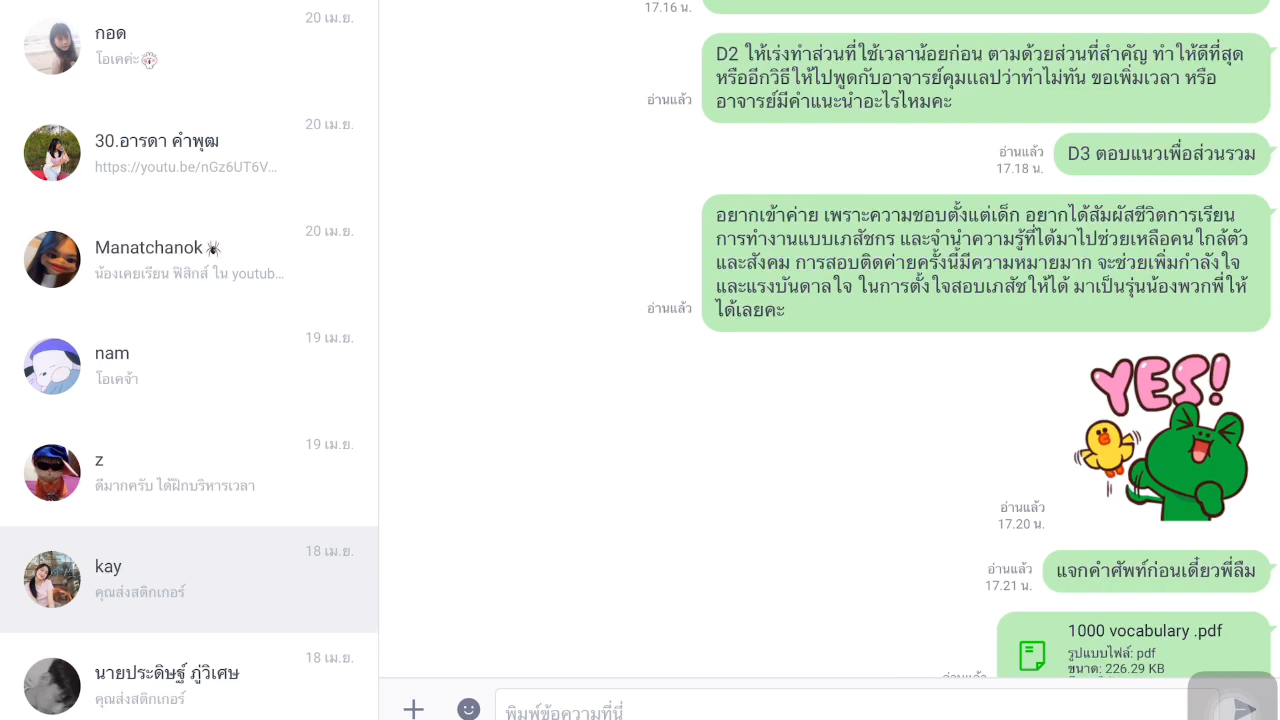 กอด
20 เม.ย.
โอเคค่ะ
30.อารดา คำพุฒ
20 เม.ย.
https://youtu.be/nGz6UT6V...
Manatchanok
20 เม.ย.
น้องเคยเรียน ฟิสิกส์ ใน youtub...
nam
19 เม.ย.
โอเคจ้า
z
19 เม.ย.
ดีมากครับ ได้ฝึกบริหารเวลา
kay
18 เม.ย.
คุณส่งสติกเกอร์
นายประดิษฐ์ ภู่วิเศษ
18 เม.ย.
คุณส่งสติกเกอร์
17.16 น.
D2 ให้เร่งทำส่วนที่ใช้เวลาน้อยก่อน ตามด้วยส่วนที่สำคัญ ทำให้ดีที่สุด
หรืออีกวิธีให้ไปพูดกับอาจารย์คุมแลปว่าทำไม่ทัน ขอเพิ่มเวลา หรือ
อาจารย์มีคำแนะนำอะไรไหมคะ
อ่านแล้ว
อ่านแล้ว
17.18 น.
D3 ตอบแนวเพื่อส่วนรวม
อยากเข้าค่าย เพราะความชอบตั้งแต่เด็ก อยากได้สัมผัสชีวิตการเรียน
การทำงานแบบเภสัชกร และจำนำความรู้ที่ได้มาไปช่วยเหลือคนใกล้ตัว
และสังคม การสอบติดค่ายครั้งนี้มีความหมายมาก จะช่วยเพิ่มกำลังใจ
และแรงบันดาลใจ ในการตั้งใจสอบเภสัชให้ได้ มาเป็นรุ่นน้องพวกพี่ให้
ได้เลยคะ
อ่านแล้ว
YES!
อ่านแล้ว
17.20 น.
อ่านแล้ว
17.21 น.
แจกคำศัพท์ก่อนเดี๋ยวพี่ลืม
1000 vocabulary .pdf
รูปแบบไฟล์: pdf
ขนาด: 226.29 KB
อ่านแล้ว
พิมพ์ข้อความที่นี่